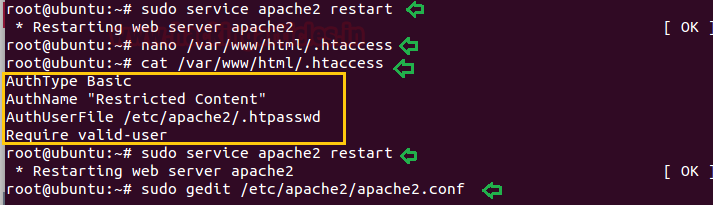 root@ubuntu:~# sudo service apache2 restart
* Restarting web server apache2 [ OK ]
root@ubuntu:~# nano /var/www/html/.htaccess
root@ubuntu:~# cat /var/www/html/.htaccess
AuthType Basic
AuthName "Restricted Content"
AuthUserFile /etc/apache2/.htpasswd
Require valid-user
root@ubuntu:~# sudo service apache2 restart
* Restarting web server apache2 [ OK ]
root@ubuntu:~# sudo gedit /etc/apache2/apache2.conf